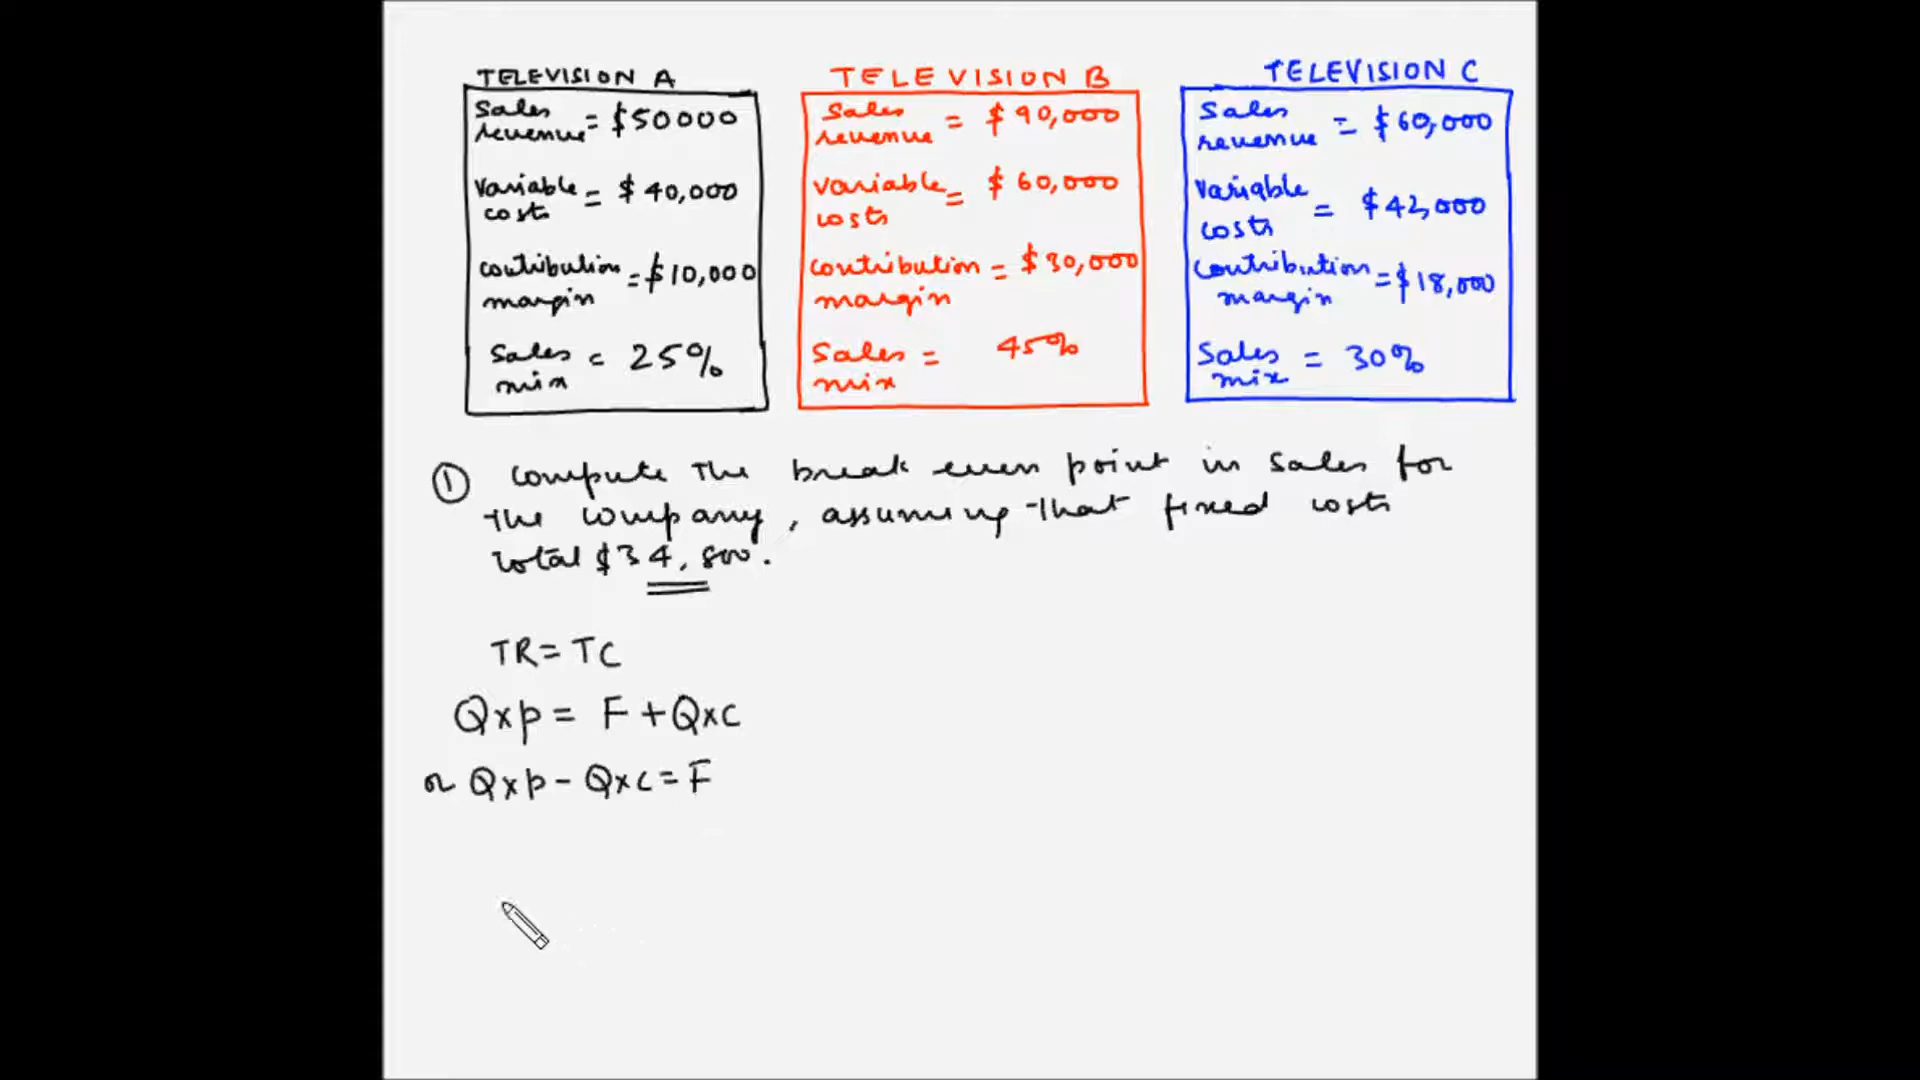 TELEVISION A
Sales revenue = $50000
Variable costs = $40,000
Contribution margin = $10,000
Sales mix = 25%
TELEVISION B
Sales revenue = $90,000
Variable costs = $60,000
Contribution margin = $30,000
Sales mix = 45%
TELEVISION C
Sales revenue = $60,000
Variable costs = $42,000
Contribution margin = $18,000
Sales mix = 30%
① Compute the break even point in sales for
the company, assuming that fixed costs
total $34,800.
TR = TC
Q×p = F + Q×c
or Q×p - Q×c = F